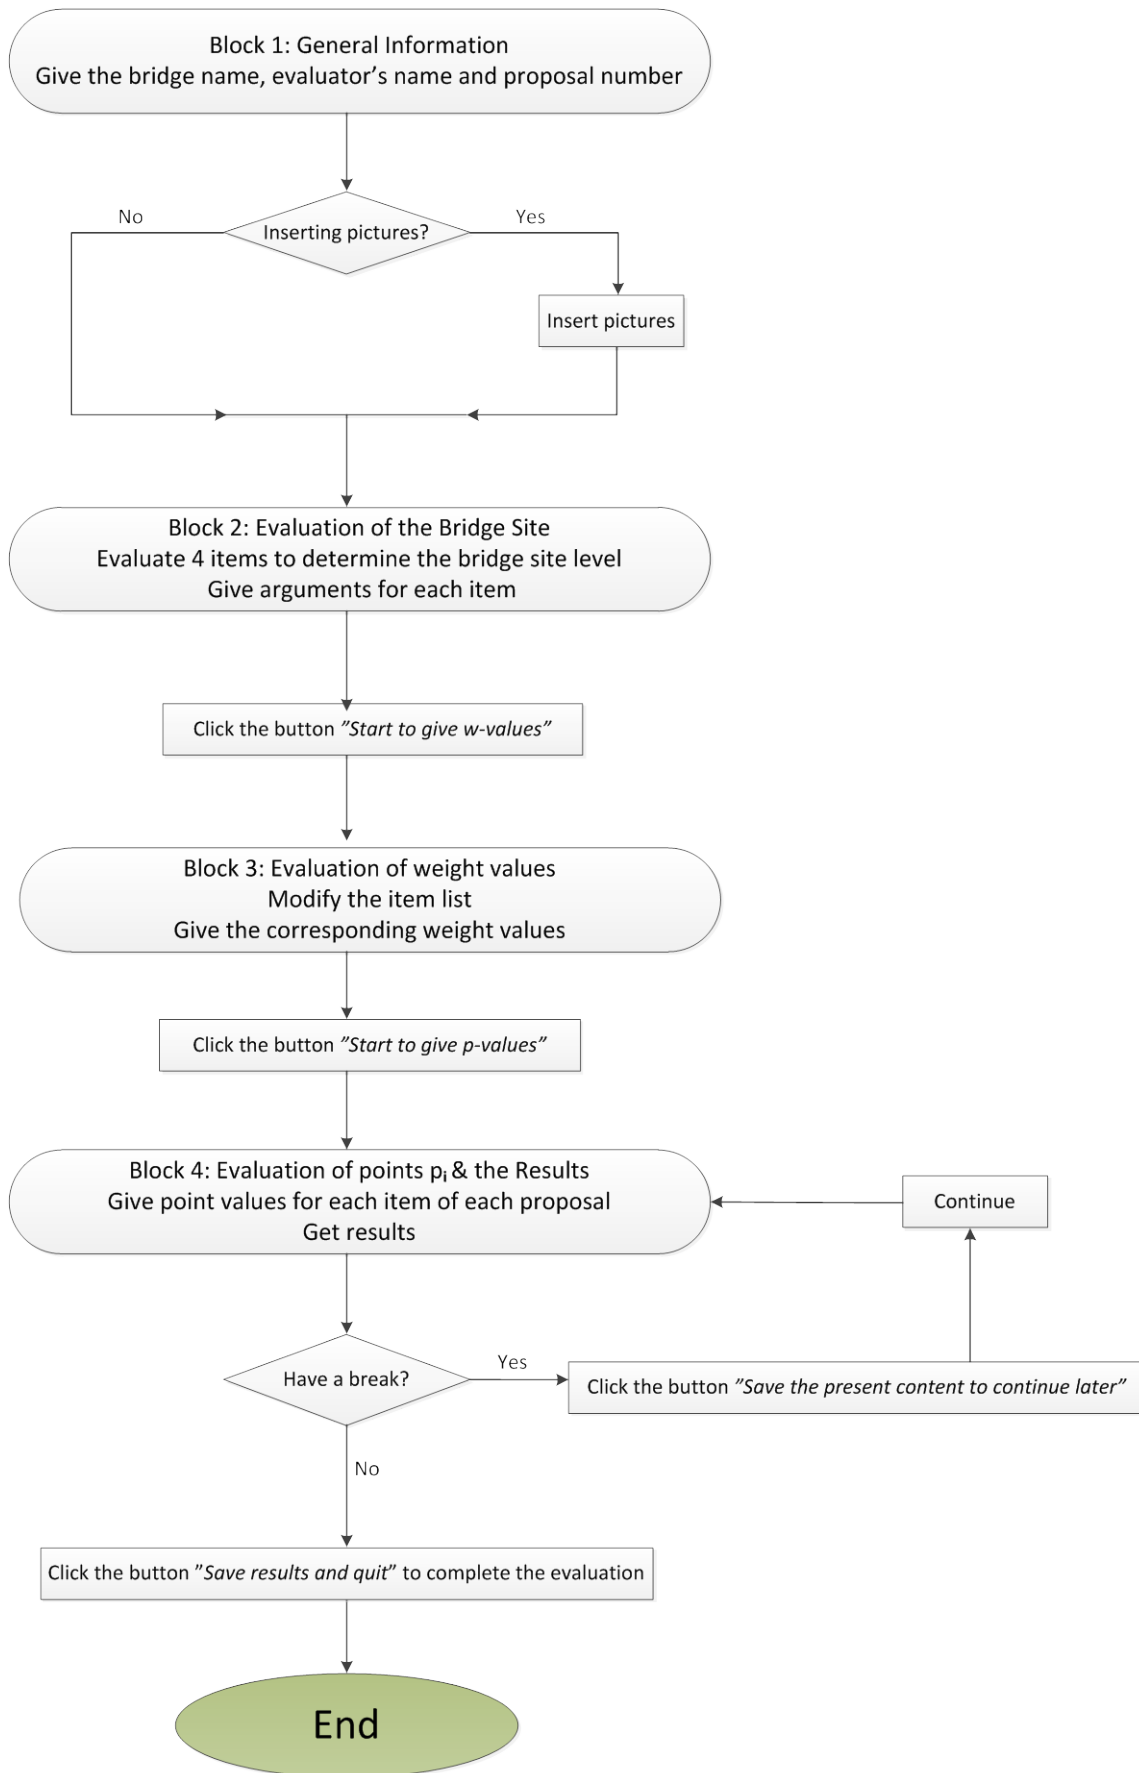 Block 1: General Information
Give the bridge name, evaluator’s name and proposal number
No
Yes
Inserting pictures?
Insert pictures
Block 2: Evaluation of the Bridge Site
Evaluate 4 items to determine the bridge site level
Give arguments for each item
Click the button ”Start to give w-values”
Block 3: Evaluation of weight values
Modify the item list
Give the corresponding weight values
Click the button ”Start to give p-values”
Block 4: Evaluation of points pi & the Results
Give point values for each item of each proposal
Get results
Continue
Have a break?
Yes
Click the button ”Save the present content to continue later”
No
Click the button ”Save results and quit” to complete the evaluation
End